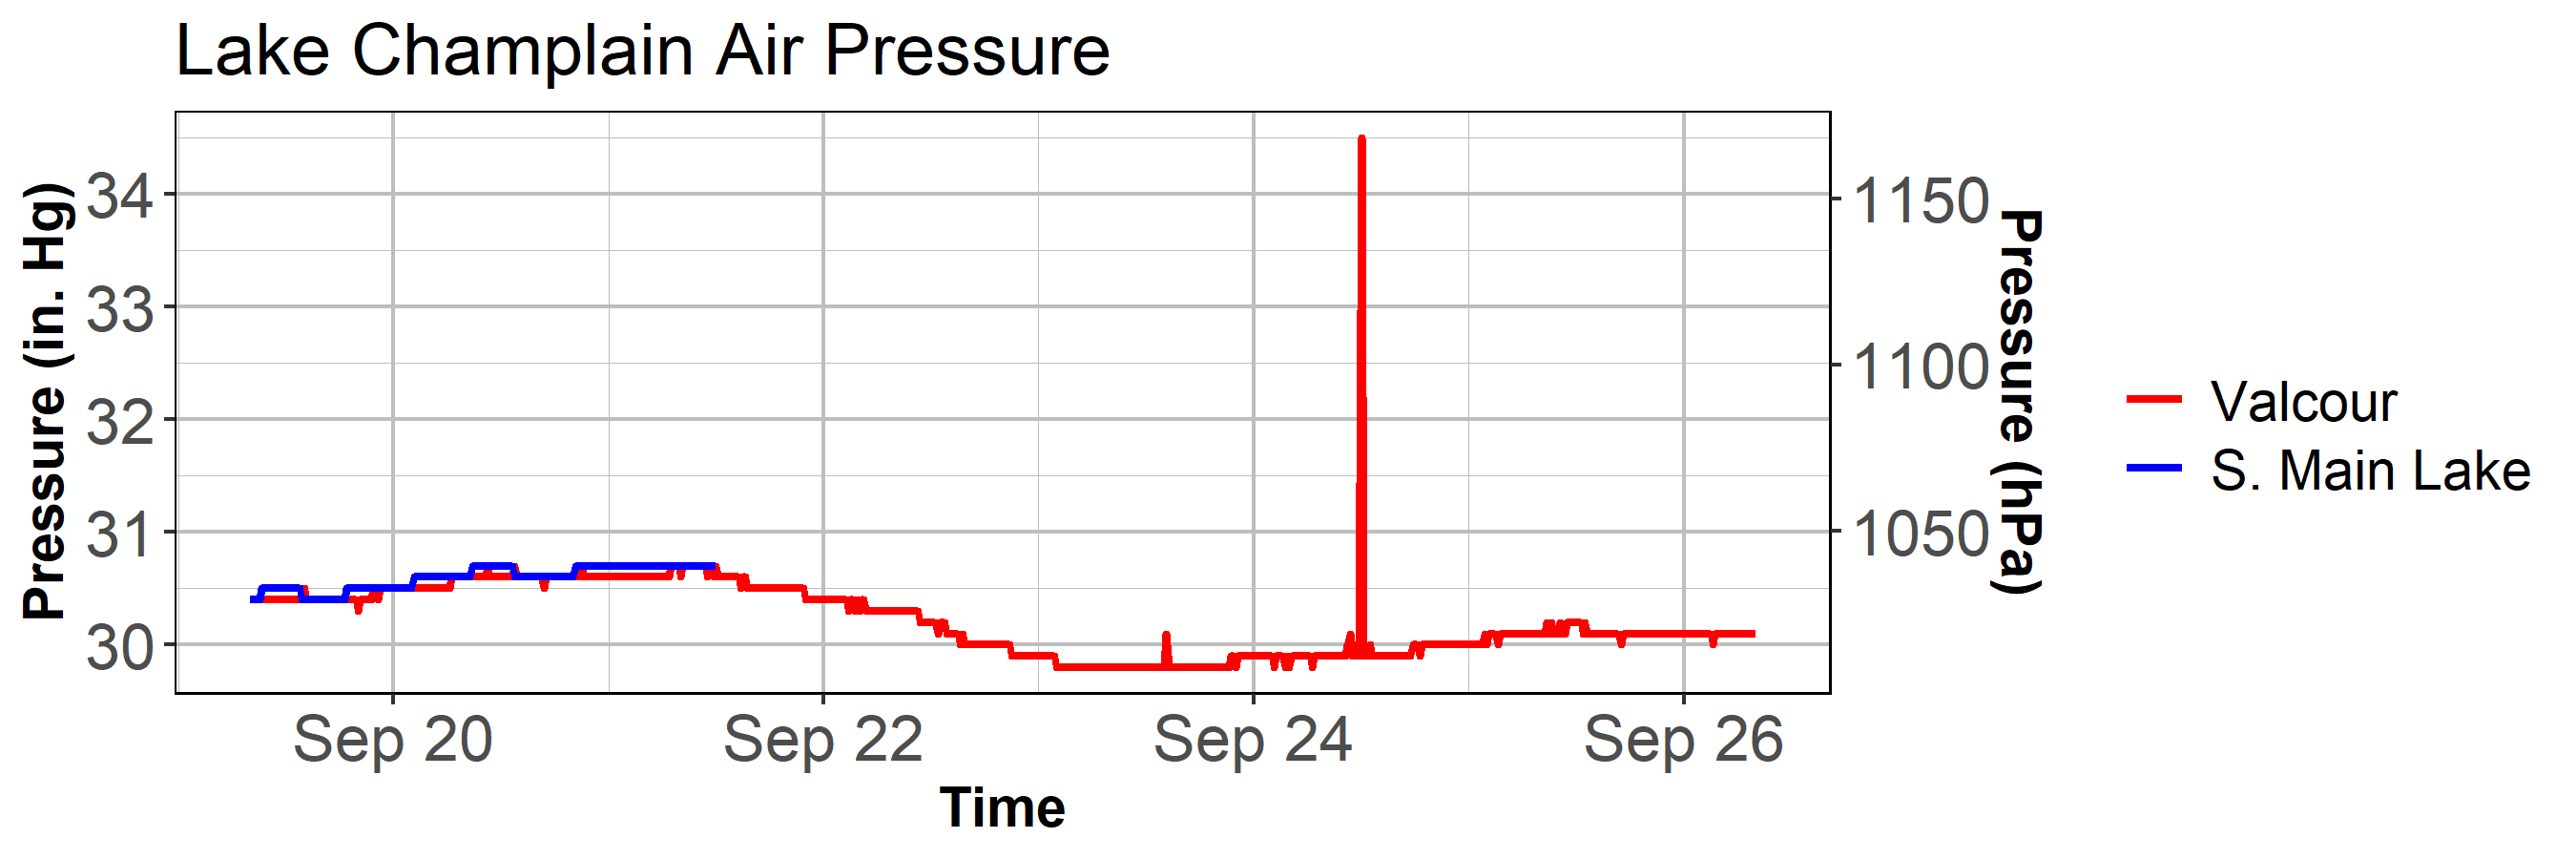 Lake Champlain Air Pressure
Pressure (in. Hg)
34
33
32
31
30
1150
1100
1050
Pressure (hPa)
Valcour
S. Main Lake
Sep 20
Sep 22
Sep 24
Sep 26
Time